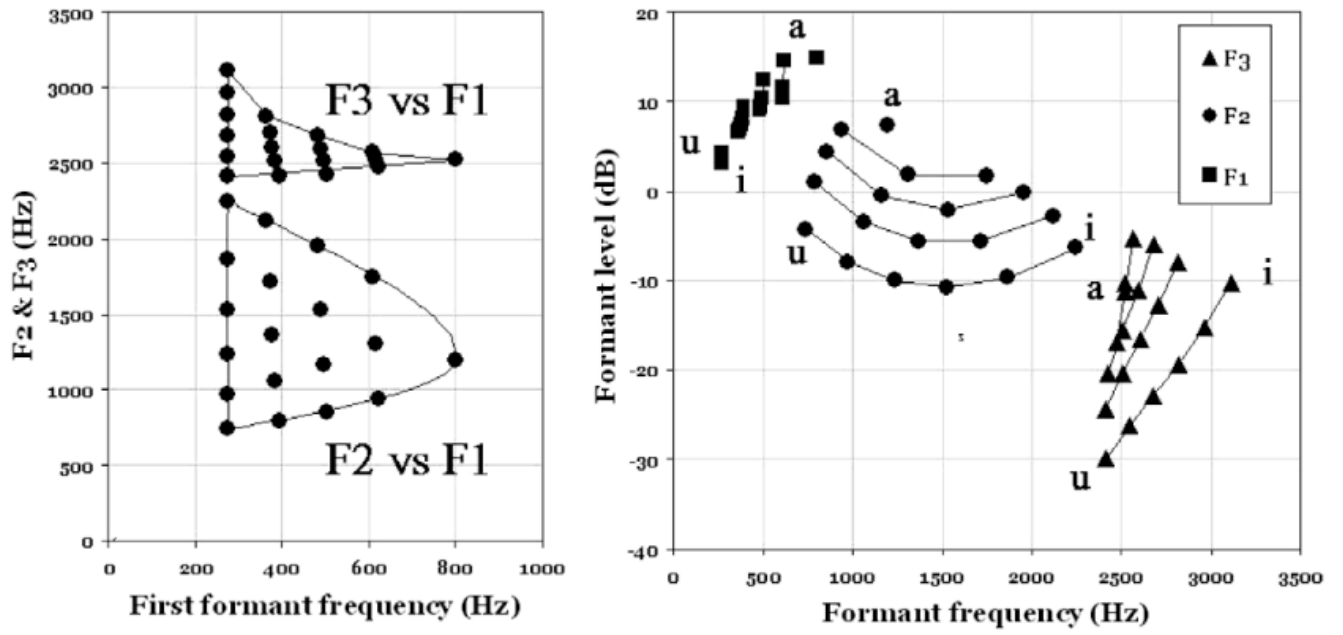 3500
3000
2500
2000
1500
1000
500
0
F2 & F3 (Hz)
F3 vs F1
F2 vs F1
0 200 400 600 800 1000
First formant frequency (Hz)
20
10
0
-10
-20
-30
-40
Formant level (dB)
a
a
u
i
u
i
a
i
u
s
F3
F2
F1
0 500 1000 1500 2000 2500 3000 3500
Formant frequency (Hz)